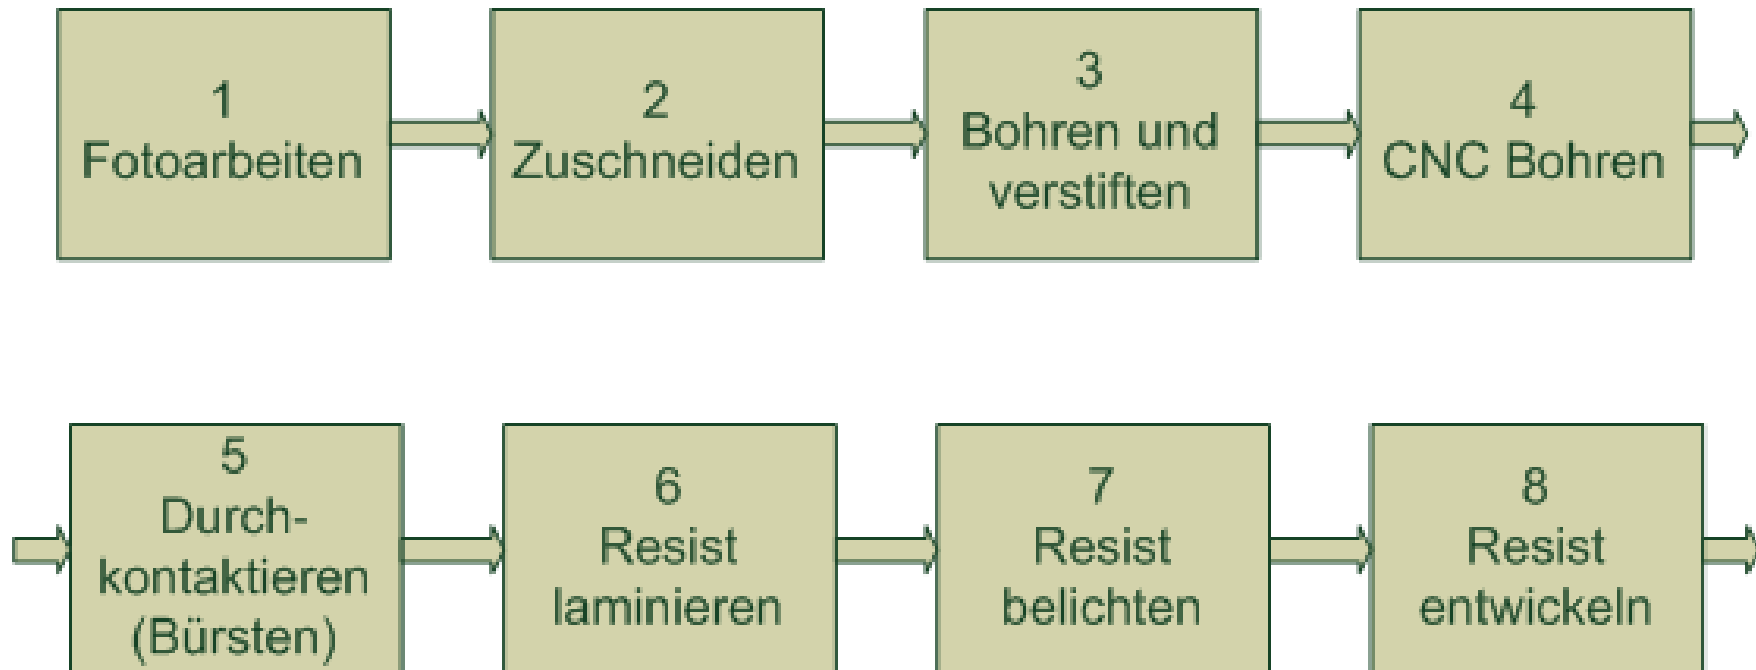 1
Fotoarbeiten
2
Zuschneiden
3
Bohren und
verstiften
4
CNC Bohren
5
Durch-
kontaktieren
(Bürsten)
6
Resist
laminieren
7
Resist
belichten
8
Resist
entwickeln